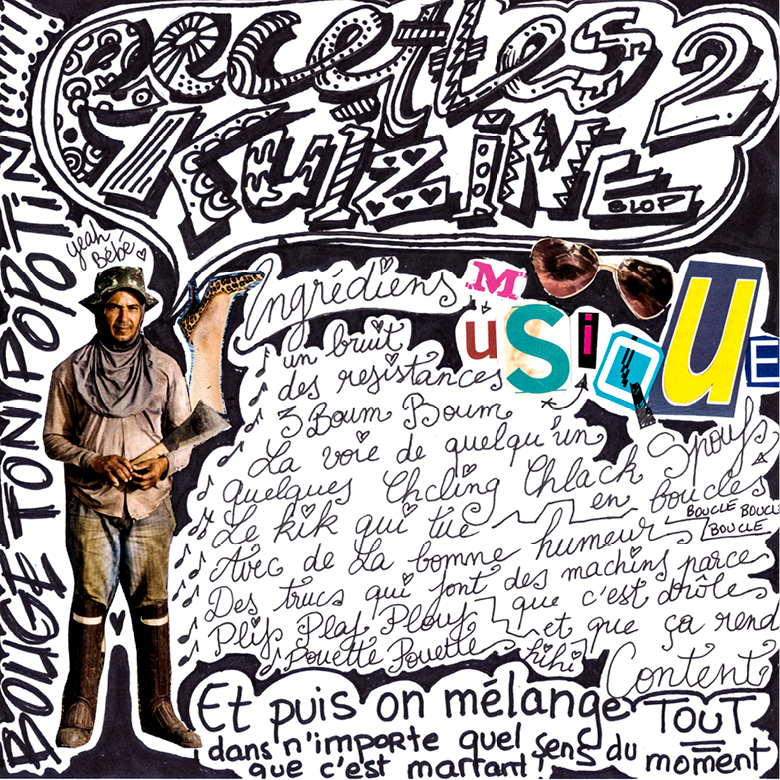 Recettes 2
Kuizine
BLOP
BOUGE TON POPOTIN!!!!!!
yeah!
Bébé
Ingrédiens MUSIQUE
un bruit
des resistances
3 Boum Boum
La voie de quelqu'un
quelques Chcling Chlack Spoufs
Le kik qui tue en boucles
BOUCLE BOUCLE
BOUCLE
Avec de La bonne humeur
Des trucs qui font des machins parce
que c'est drôles
Plif Plaf Plouf et que ça rend
Pouette Pouette hihi Content
Et puis on mélange TOUT
dans n'importe quel sens du moment
que c'est martant!